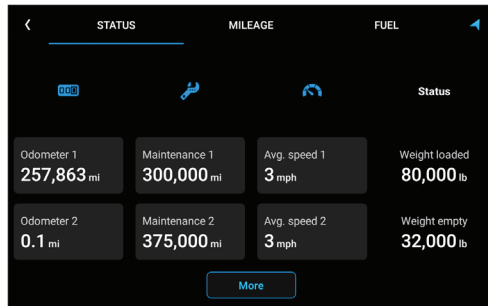 STATUS MILEAGE FUEL
000
Status
Odometer 1 Maintenance 1 Avg. speed 1 Weight loaded
257,863 mi 300,000 mi 3 mph 80,000 lb
Odometer 2 Maintenance 2 Avg. speed 2 Weight empty
0.1 mi 375,000 mi 3 mph 32,000 lb
More